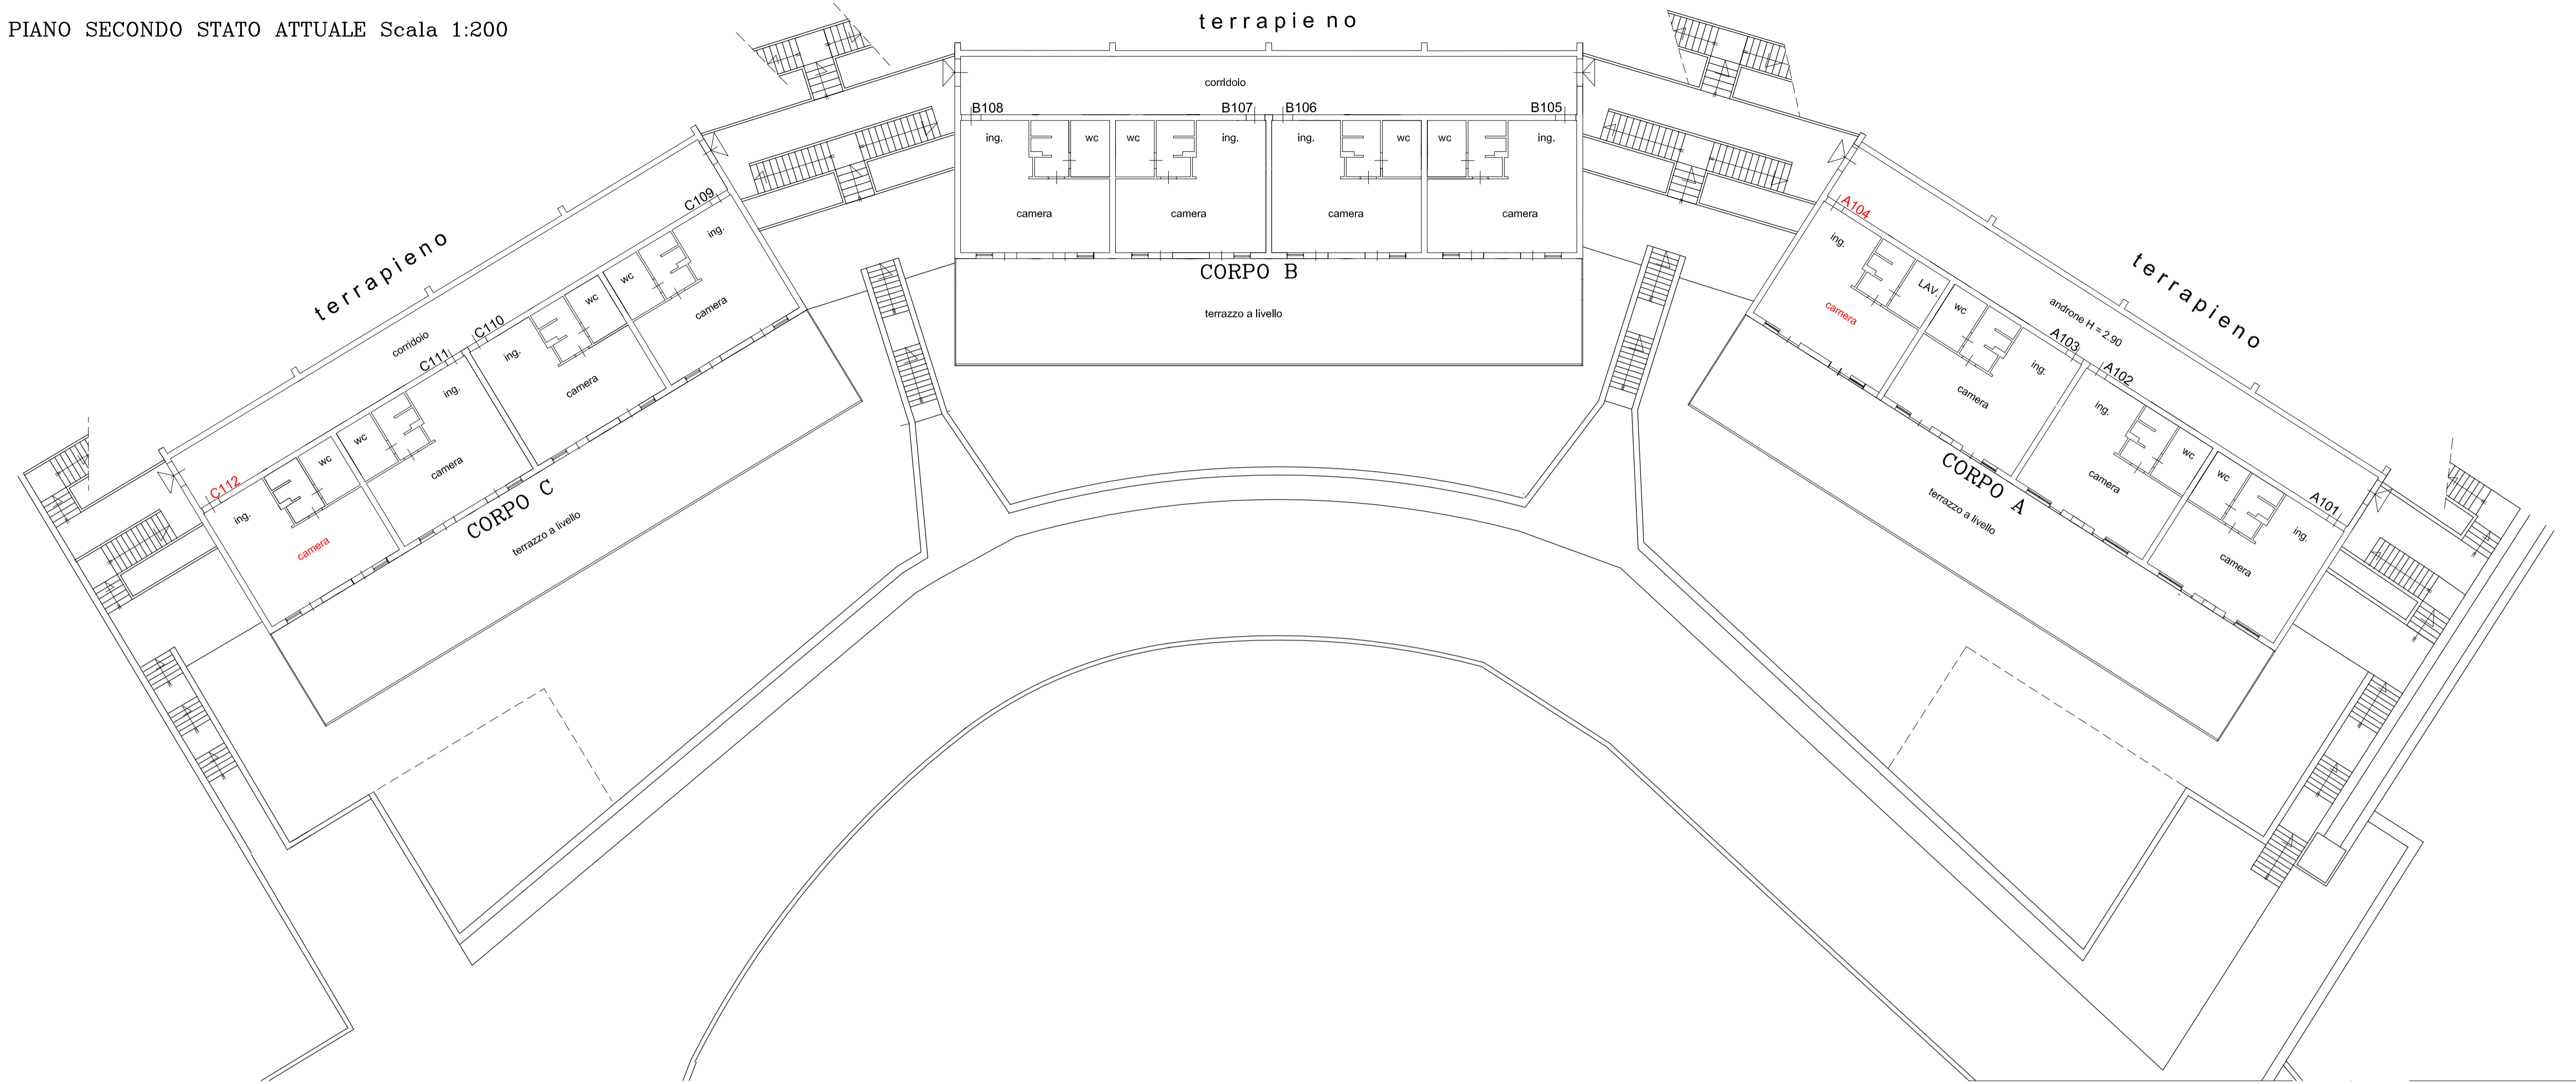 PIANO SECONDO STATO ATTUALE Scala 1:200
terrapieno
corridoio
B108 B107 B106 B105
ing. wc wc ing. ing. wc wc ing.
camera camera camera camera
CORPO B
terrazzo a livello
terrapieno
corridoio
C109
ing.
wc
camera
C110
wc
ing.
camera
C111
ing.
wc
camera
C112
wc
ing.
camera
CORPO C
terrazzo a livello
terrapieno
androne H = 2.90
A104
ing.
LAV.
camera
A103
wc
ing.
camera
A102
ing.
wc
camera
A101
wc
ing.
camera
CORPO A
terrazzo a livello